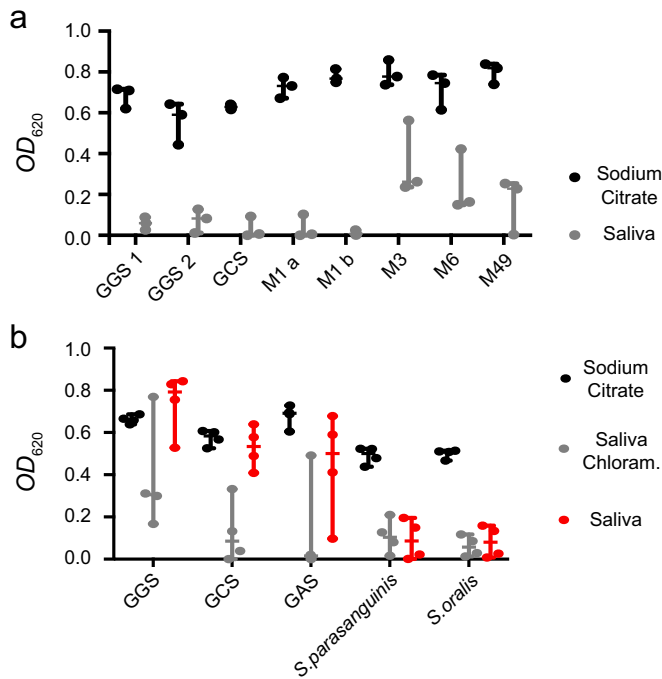 a
OD620
1.0
0.8
0.6
0.4
0.2
0.0
GGS 1
GGS 2
GCS
M1 a
M1 b
M3
M6
M49
Sodium
Citrate
Saliva
b
OD620
1.0
0.8
0.6
0.4
0.2
0.0
GGS
GCS
GAS
S.parasanguinis
S.oralis
Sodium
Citrate
Saliva
Chloram.
Saliva